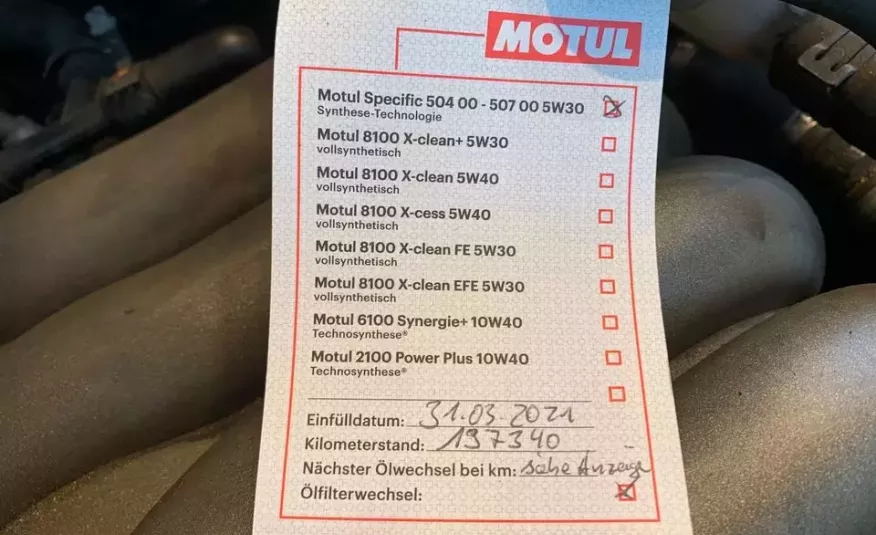 MOTUL
Motul Specific 504 00 - 507 00 5W30
Synthese-Technologie
Motul 8100 X-clean+ 5W30
vollsynthetisch
Motul 8100 X-clean 5W40
vollsynthetisch
Motul 8100 X-cess 5W40
vollsynthetisch
Motul 8100 X-clean FE 5W30
vollsynthetisch
Motul 8100 X-clean EFE 5W30
vollsynthetisch
Motul 6100 Synergie+ 10W40
Technosynthese®
Motul 2100 Power Plus 10W40
Technosynthese®
Einfülldatum: 31.03.2021
Kilometerstand: 197340
Nächster Ölwechsel bei km: siehe Anzeige
Ölfilterwechsel: